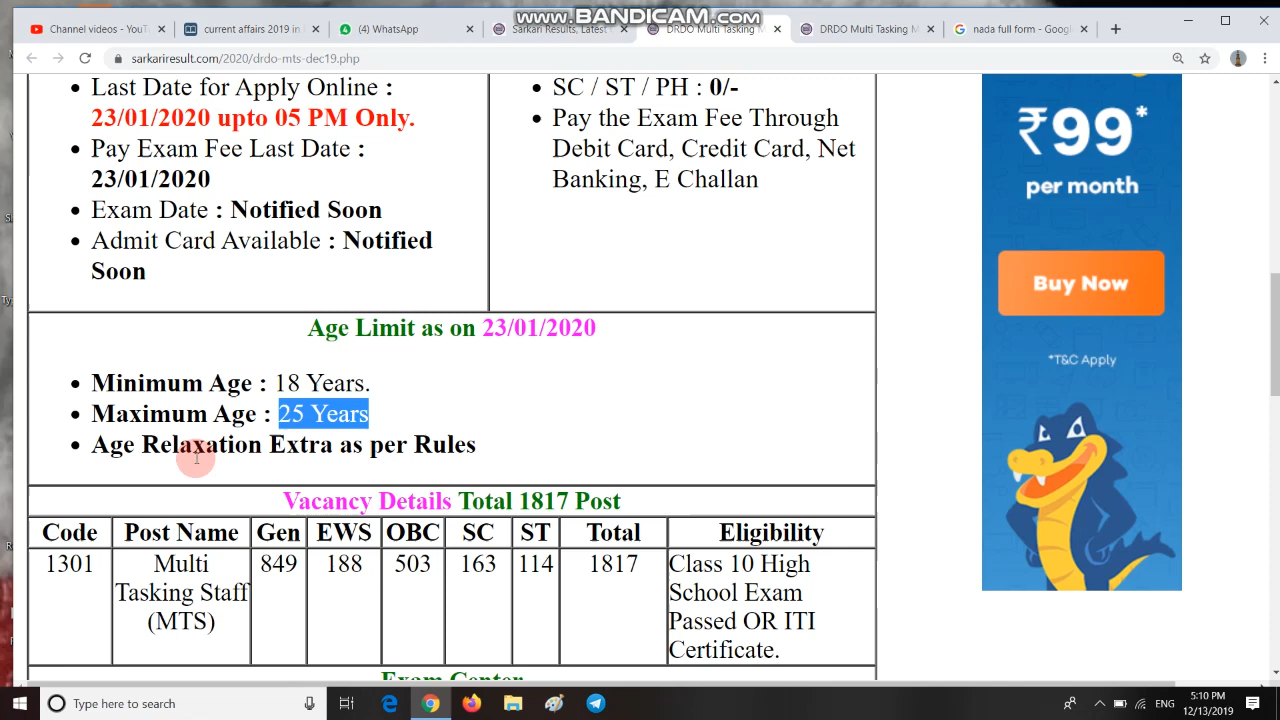 www.BANDICAM.com
Channel videos - YouTu
current affairs 2019 in
(4) WhatsApp
Sarkari Results, Latest
DRDO Multi Tasking M
DRDO Multi Tasking M
nada full form - Google
sarkariresult.com/2020/drdo-mts-dec19.php
Last Date for Apply Online :
23/01/2020 upto 05 PM Only.
Pay Exam Fee Last Date :
23/01/2020
Exam Date : Notified Soon
Admit Card Available : Notified
Soon
SC / ST / PH : 0/-
Pay the Exam Fee Through
Debit Card, Credit Card, Net
Banking, E Challan
₹99*
per month
Buy Now
*T&C Apply
Age Limit as on 23/01/2020
Minimum Age : 18 Years.
Maximum Age : 25 Years
Age Relaxation Extra as per Rules
Vacancy Details Total 1817 Post
Code Post Name Gen EWS OBC SC ST Total Eligibility
1301 Multi Tasking Staff (MTS) 849 188 503 163 114 1817 Class 10 High
School Exam
Passed OR ITI
Certificate.
Exam Center
Type here to search
ENG
5:10 PM
12/13/2019